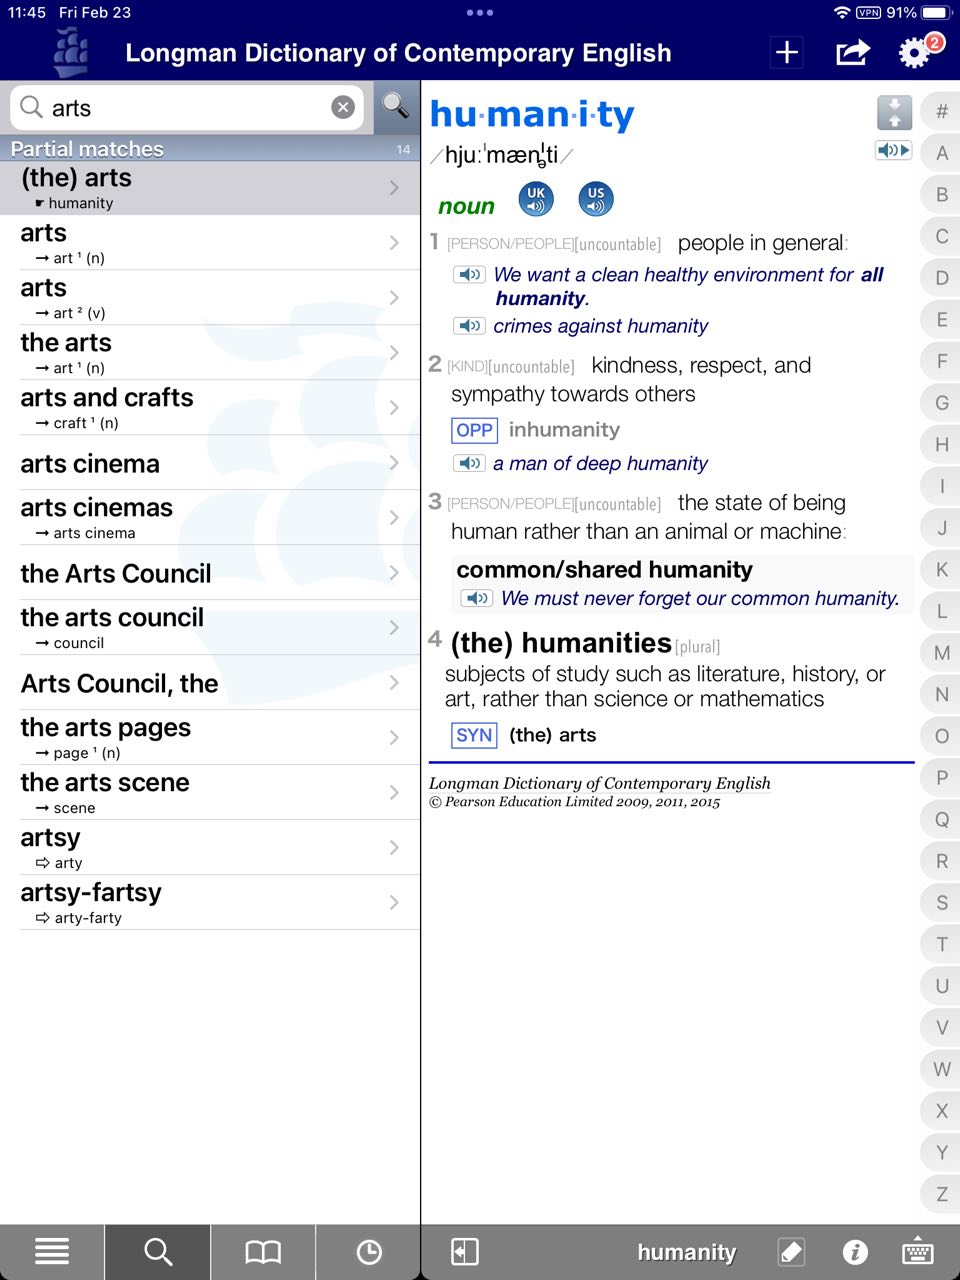 11:45 Fri Feb 23
VPN 91%
Longman Dictionary of Contemporary English
2
arts
Partial matches 14
(the) arts
☛ humanity
arts
→ art ¹ (n)
arts
→ art ² (v)
the arts
→ art ¹ (n)
arts and crafts
→ craft ¹ (n)
arts cinema
arts cinemas
→ arts cinema
the Arts Council
the arts council
→ council
Arts Council, the
the arts pages
→ page ¹ (n)
the arts scene
→ scene
artsy
⇨ arty
artsy-fartsy
⇨ arty-farty
hu·man·i·ty
/hjuːˈmænə̇ti/
noun UK US
1 [PERSON/PEOPLE][uncountable] people in general:
We want a clean healthy environment for all
humanity.
crimes against humanity
2 [KIND][uncountable] kindness, respect, and
sympathy towards others
OPP inhumanity
a man of deep humanity
3 [PERSON/PEOPLE][uncountable] the state of being
human rather than an animal or machine:
common/shared humanity
We must never forget our common humanity.
4 (the) humanities [plural]
subjects of study such as literature, history, or
art, rather than science or mathematics
SYN (the) arts
Longman Dictionary of Contemporary English
© Pearson Education Limited 2009, 2011, 2015
#
A
B
C
D
E
F
G
H
I
J
K
L
M
N
O
P
Q
R
S
T
U
V
W
X
Y
Z
humanity